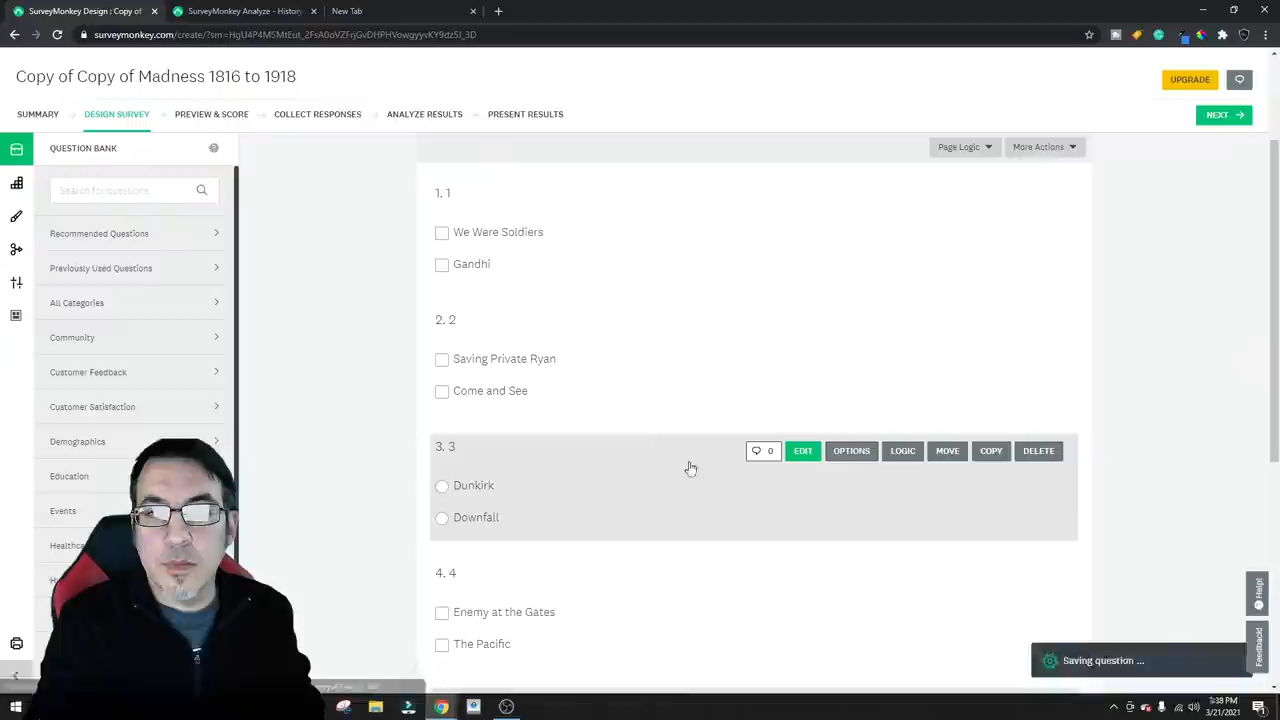 SurveyMonkey Design : Copy of
SurveyMonkey Analyze - History
New Tab
surveymonkey.com/create/?sm=
Copy of Copy of Madness 1816 to 1918
UPGRADE
SUMMARY
DESIGN SURVEY
PREVIEW & SCORE
COLLECT RESPONSES
ANALYZE RESULTS
PRESENT RESULTS
NEXT
QUESTION BANK
Page Logic
More Actions
Search for questions
1. 1
We Were Soldiers
Recommended Questions
Gandhi
Previously Used Questions
All Categories
2. 2
Community
Saving Private Ryan
Customer Feedback
Come and See
Customer Satisfaction
Demographics
3. 3
0
EDIT
OPTIONS
LOGIC
MOVE
COPY
DELETE
Education
Dunkirk
Events
Downfall
Healthca
4. 4
Enemy at the Gates
The Pacific
Help!
Feedback!
Saving question ...
1:38 PM
3/21/2021